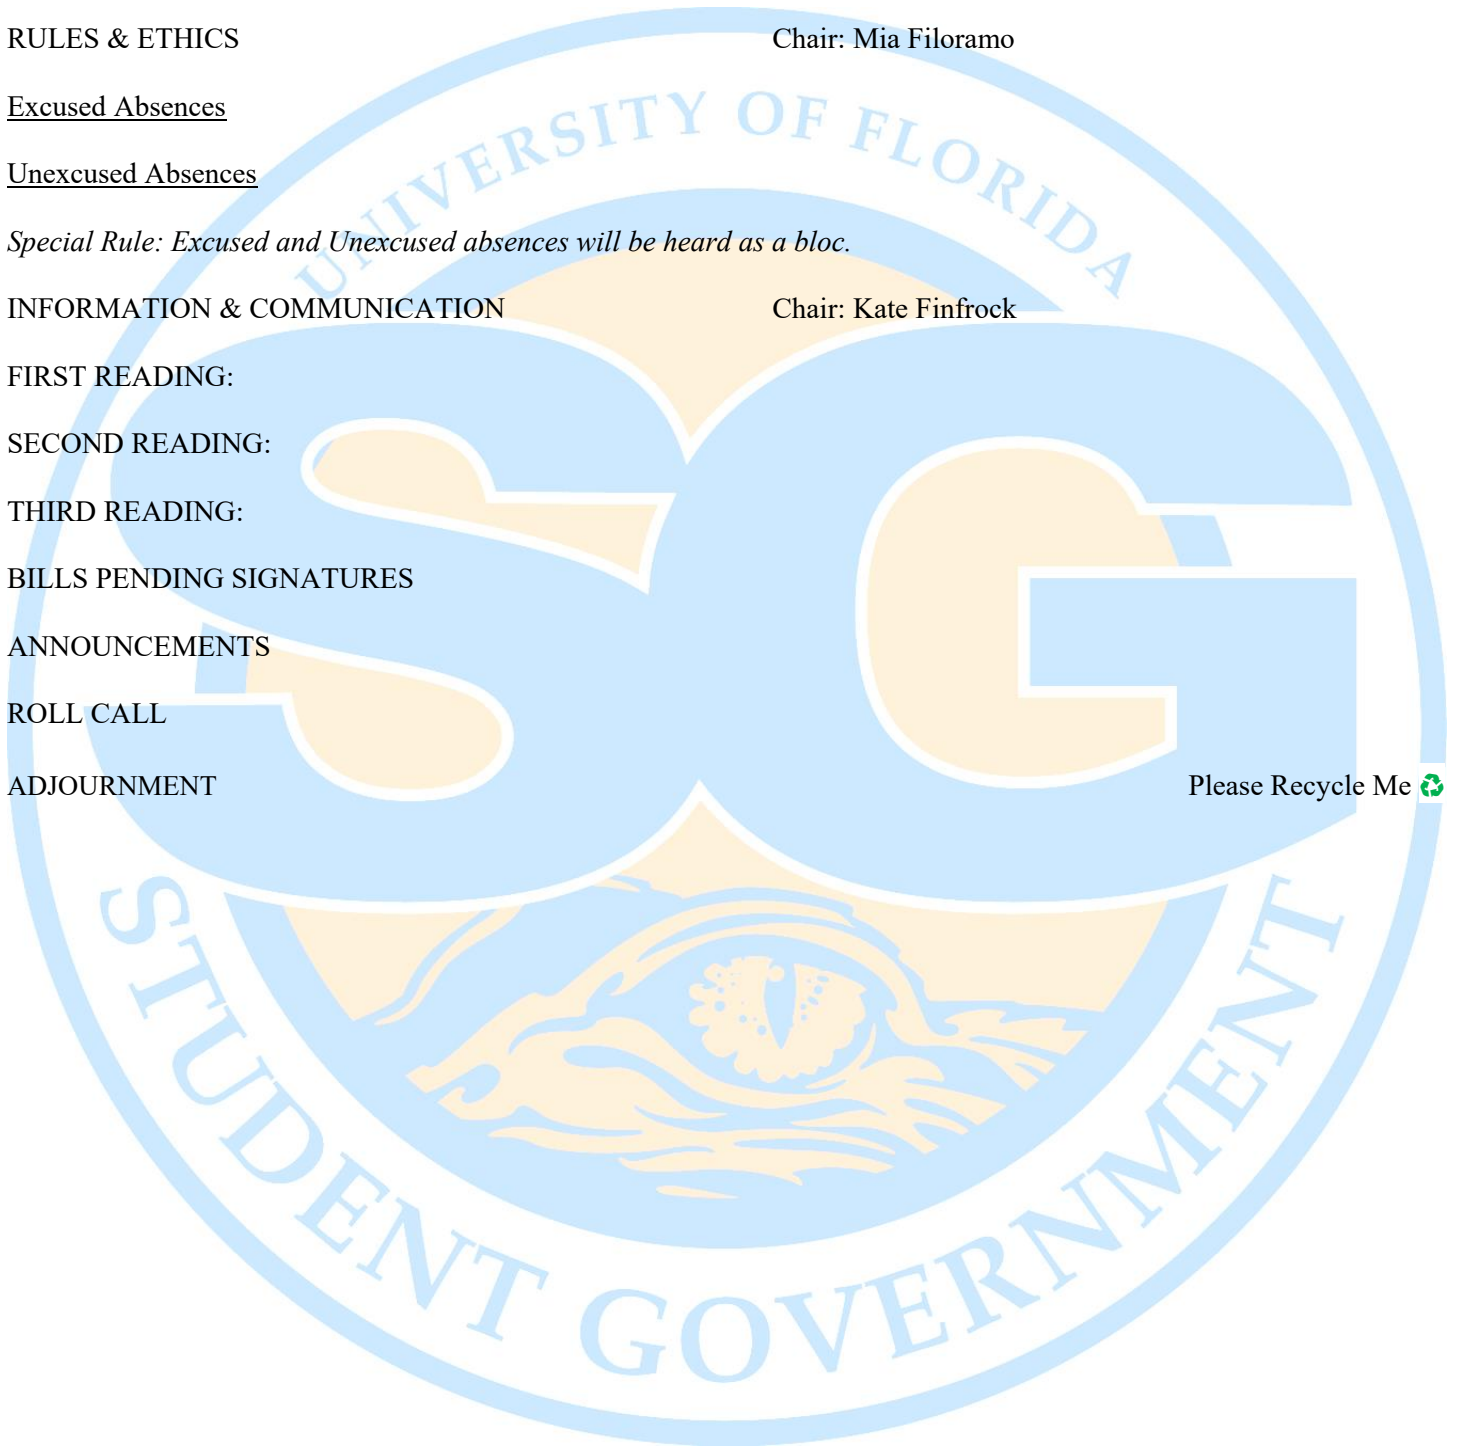 RULES & ETHICS Chair: Mia Filoramo
Excused Absences
Unexcused Absences
Special Rule: Excused and Unexcused absences will be heard as a bloc.
INFORMATION & COMMUNICATION Chair: Kate Finfrock
FIRST READING:
SECOND READING:
THIRD READING:
BILLS PENDING SIGNATURES
ANNOUNCEMENTS
ROLL CALL
ADJOURNMENT Please Recycle Me ♻
UNIVERSITY OF FLORIDA
SG
STUDENT GOVERNMENT